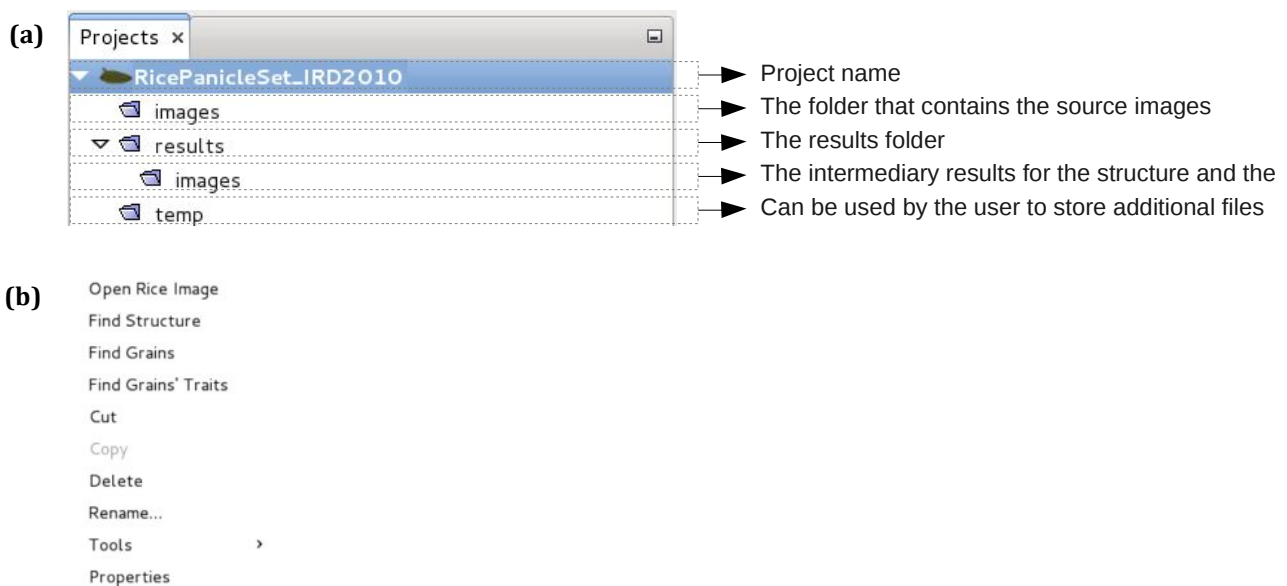 (a)
Projects ×
RicePanicleSet_IRD2010
Project name
images
The folder that contains the source images
results
The results folder
images
The intermediary results for the structure and the
temp
Can be used by the user to store additional files
(b)
Open Rice Image
Find Structure
Find Grains
Find Grains' Traits
Cut
Copy
Delete
Rename...
Tools ›
Properties